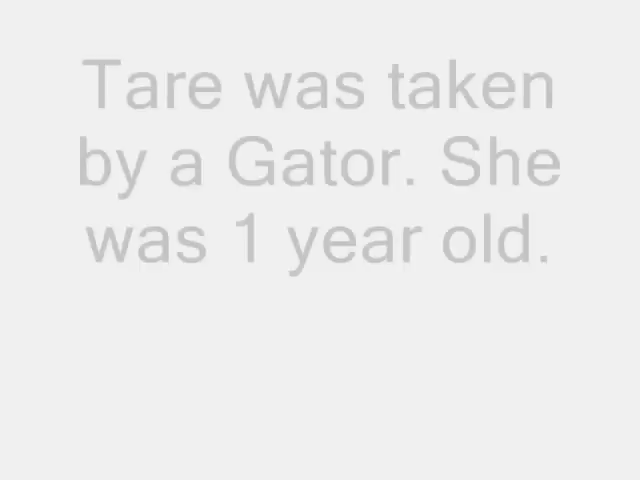 Tare was taken
by a Gator. She
was 1 year old.